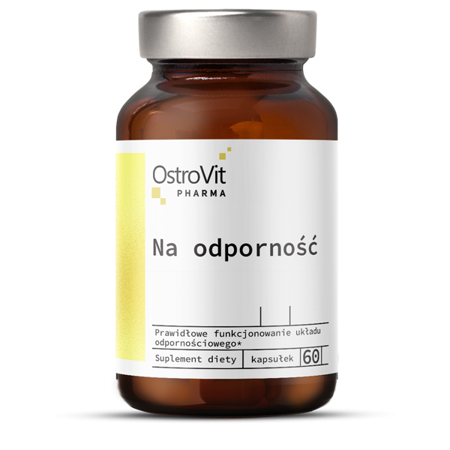 OstroVit
PHARMA
Na odporność
Prawidłowe funkcjonowanie układu
odpornościowego*
Suplement diety kapsułek 60